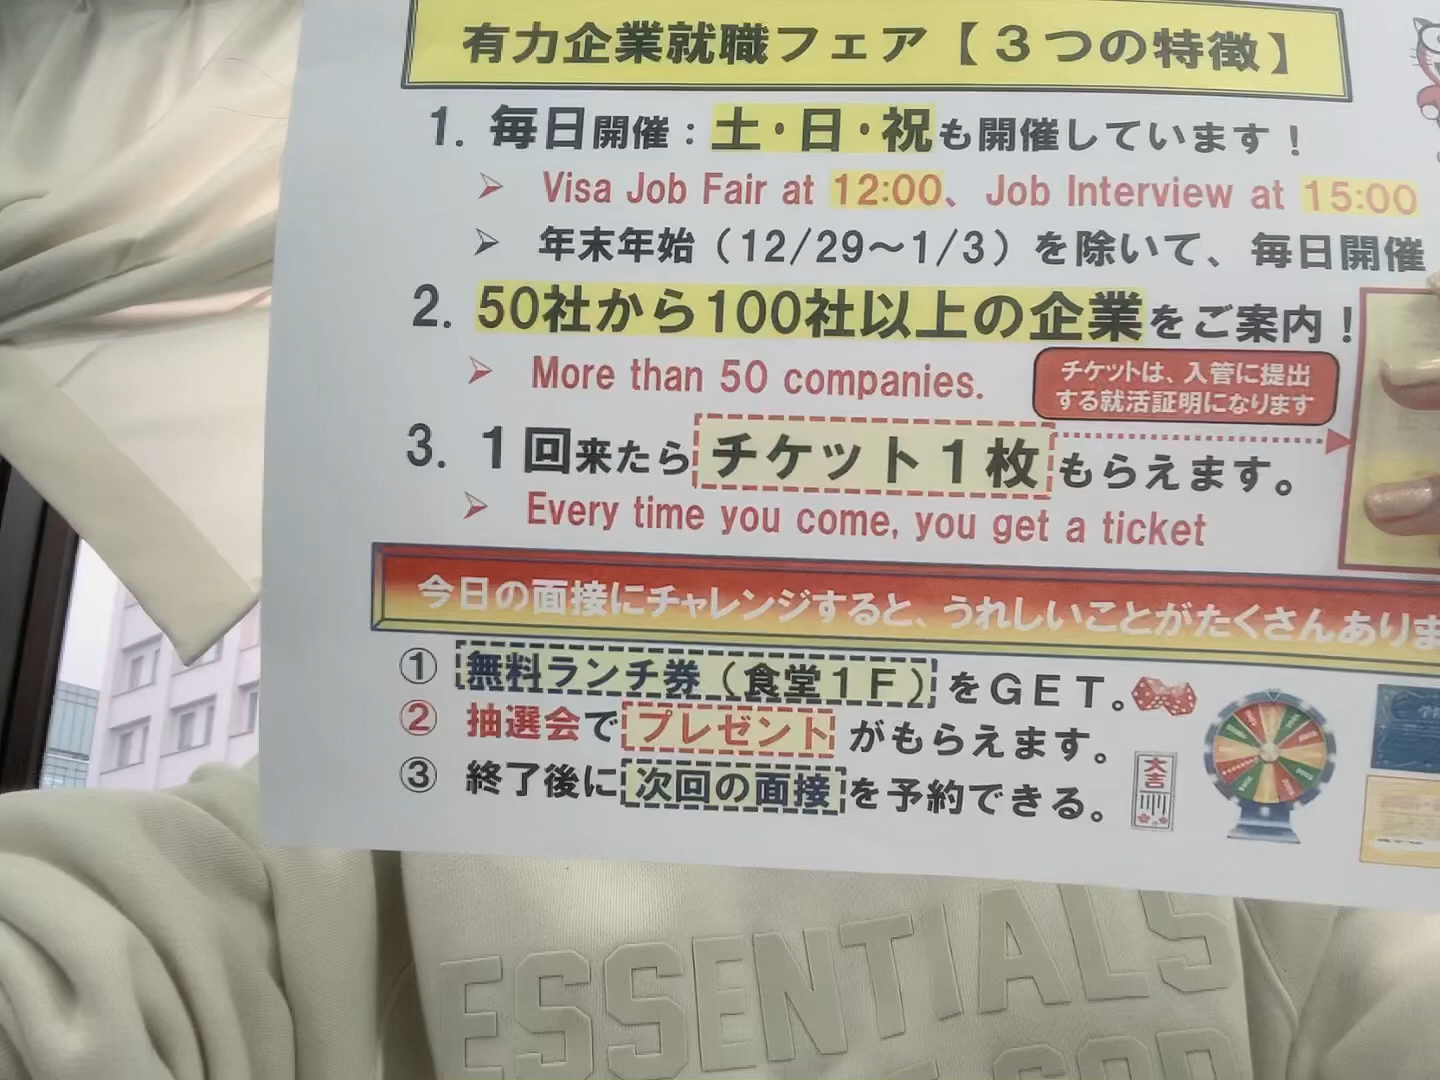 有力企業就職フェア【３つの特徴】
1. 毎日開催：土・日・祝も開催しています！
➢ Visa Job Fair at 12:00、Job Interview at 15:00
➢ 年末年始（12/29～1/3）を除いて、毎日開催
2. 50社から100社以上の企業をご案内！
➢ More than 50 companies.
チケットは、入管に提出
する就活証明になります
3. １回来たらチケット１枚もらえます。
➢ Every time you come, you get a ticket
今日の面接にチャレンジすると、うれしいことがたくさんありま
① 無料ランチ券（食堂１Ｆ）をＧＥＴ。
② 抽選会でプレゼントがもらえます。
③ 終了後に次回の面接を予約できる。
大吉
ESSENTIALS